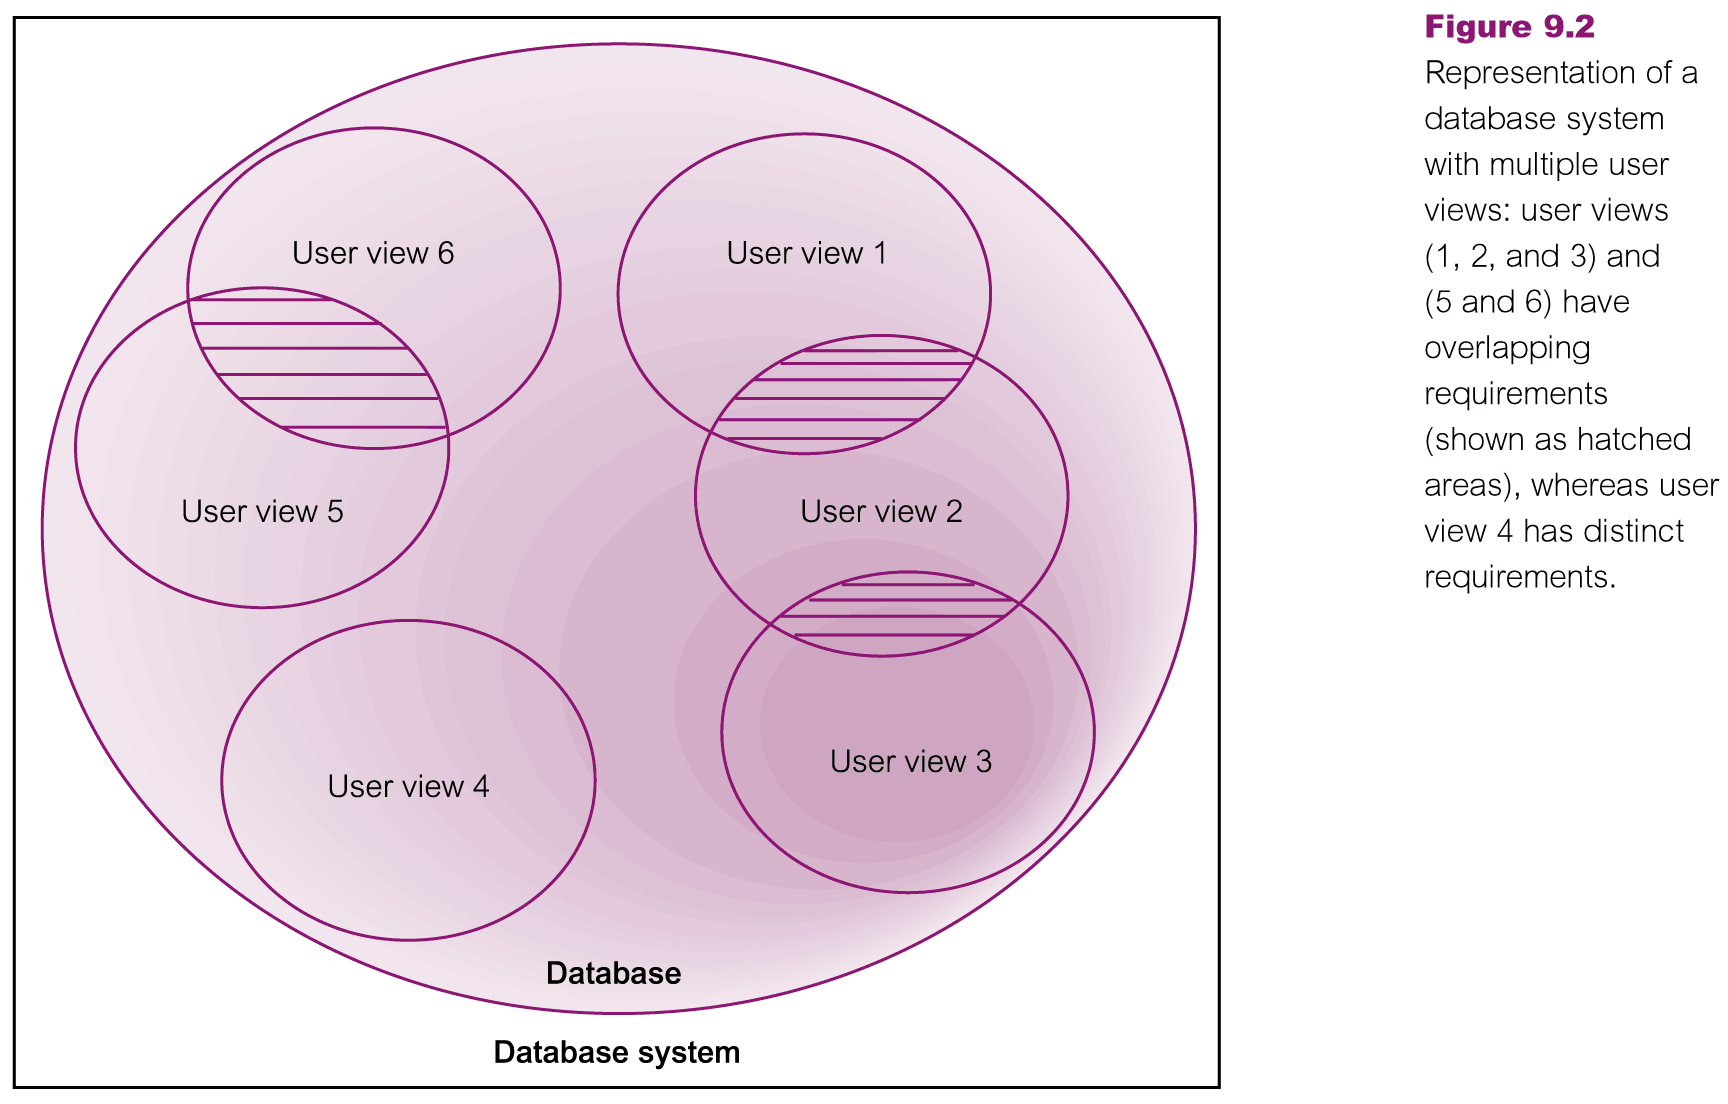 User view 6
User view 1
User view 5
User view 2
User view 4
User view 3
Database
Database system
Figure 9.2
Representation of a
database system
with multiple user
views: user views
(1, 2, and 3) and
(5 and 6) have
overlapping
requirements
(shown as hatched
areas), whereas user
view 4 has distinct
requirements.